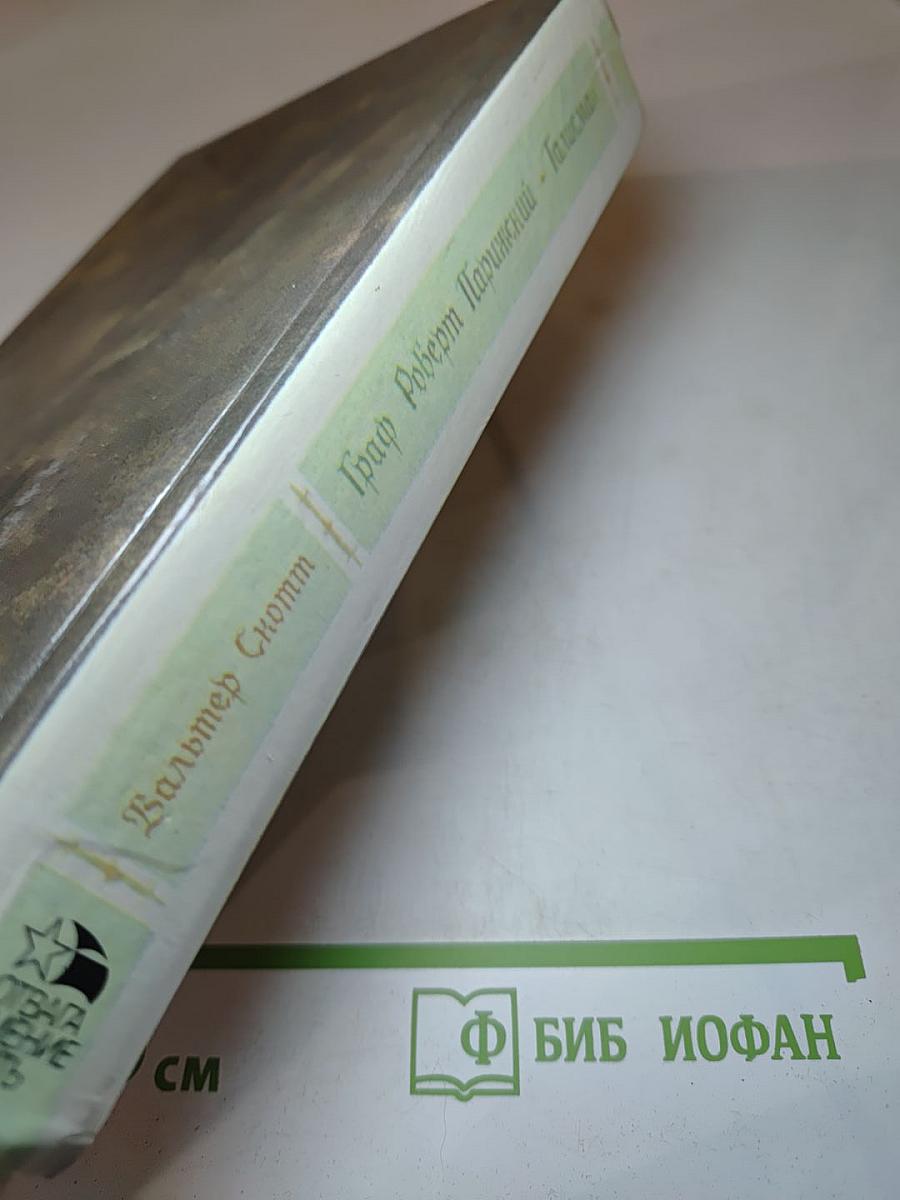 Вальтер Скотт
Граф Роберт Парижский · Талисман
см
Ф БИБ ИОФАН